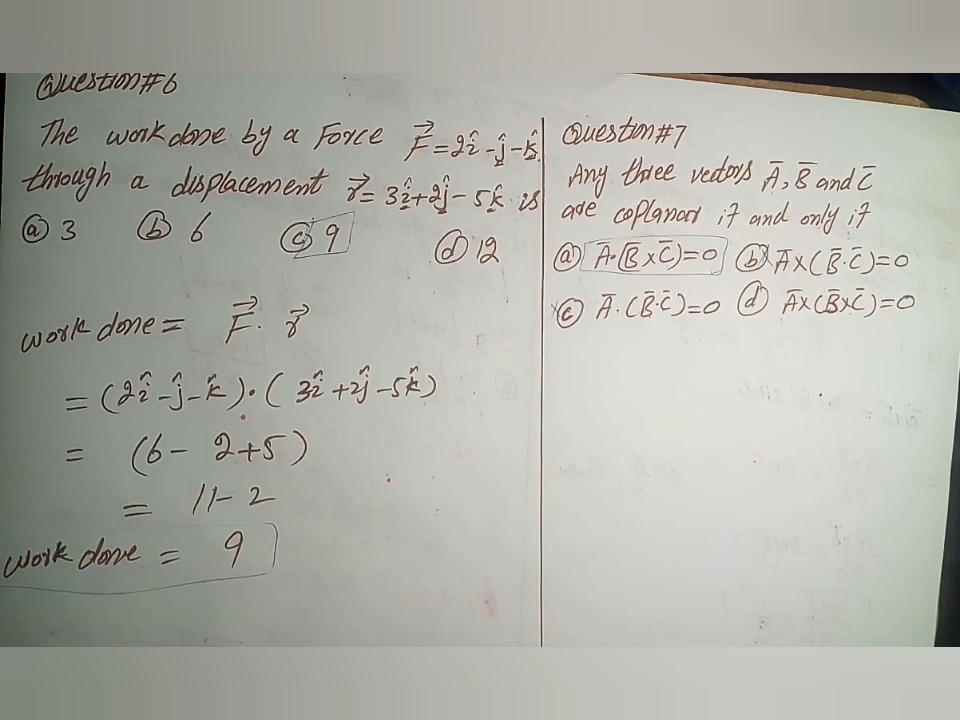 Question#6
The work done by a Force F⃗ = 2î - ĵ - k̂
through a displacement r⃗ = 3î + 2ĵ - 5k̂ is
ⓐ 3 ⓑ 6 ⓒ 9 ⓓ 12
work done = F⃗ . r⃗
= (2î - ĵ - k̂) . (3î + 2ĵ - 5k̂)
= (6 - 2 + 5)
= 11 - 2
work done = 9
Question#7
Any three vectors A̅, B̅ and C̅
are coplanar if and only if
ⓐ A̅.(B̅ x C̅) = 0 ⓑ A̅ x (B̅ . C̅) = 0
ⓒ A̅ . (B̅ . C̅) = 0 ⓓ A̅ x (B̅ x C̅) = 0